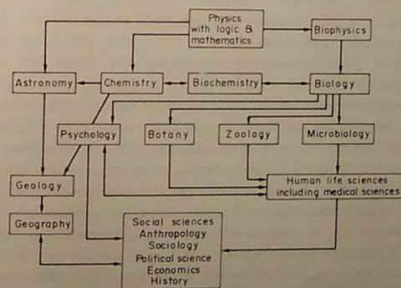 Physics
with logic &
mathematics
Biophysics
Astronomy
Chemistry
Biochemistry
Biology
Psychology
Botany
Zoology
Microbiology
Geology
Human life sciences
including medical sciences
Geography
Social sciences
Anthropology
Sociology
Political science
Economics
History